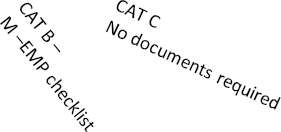 CAT B –
M –EMP checklist
CAT C
No documents required